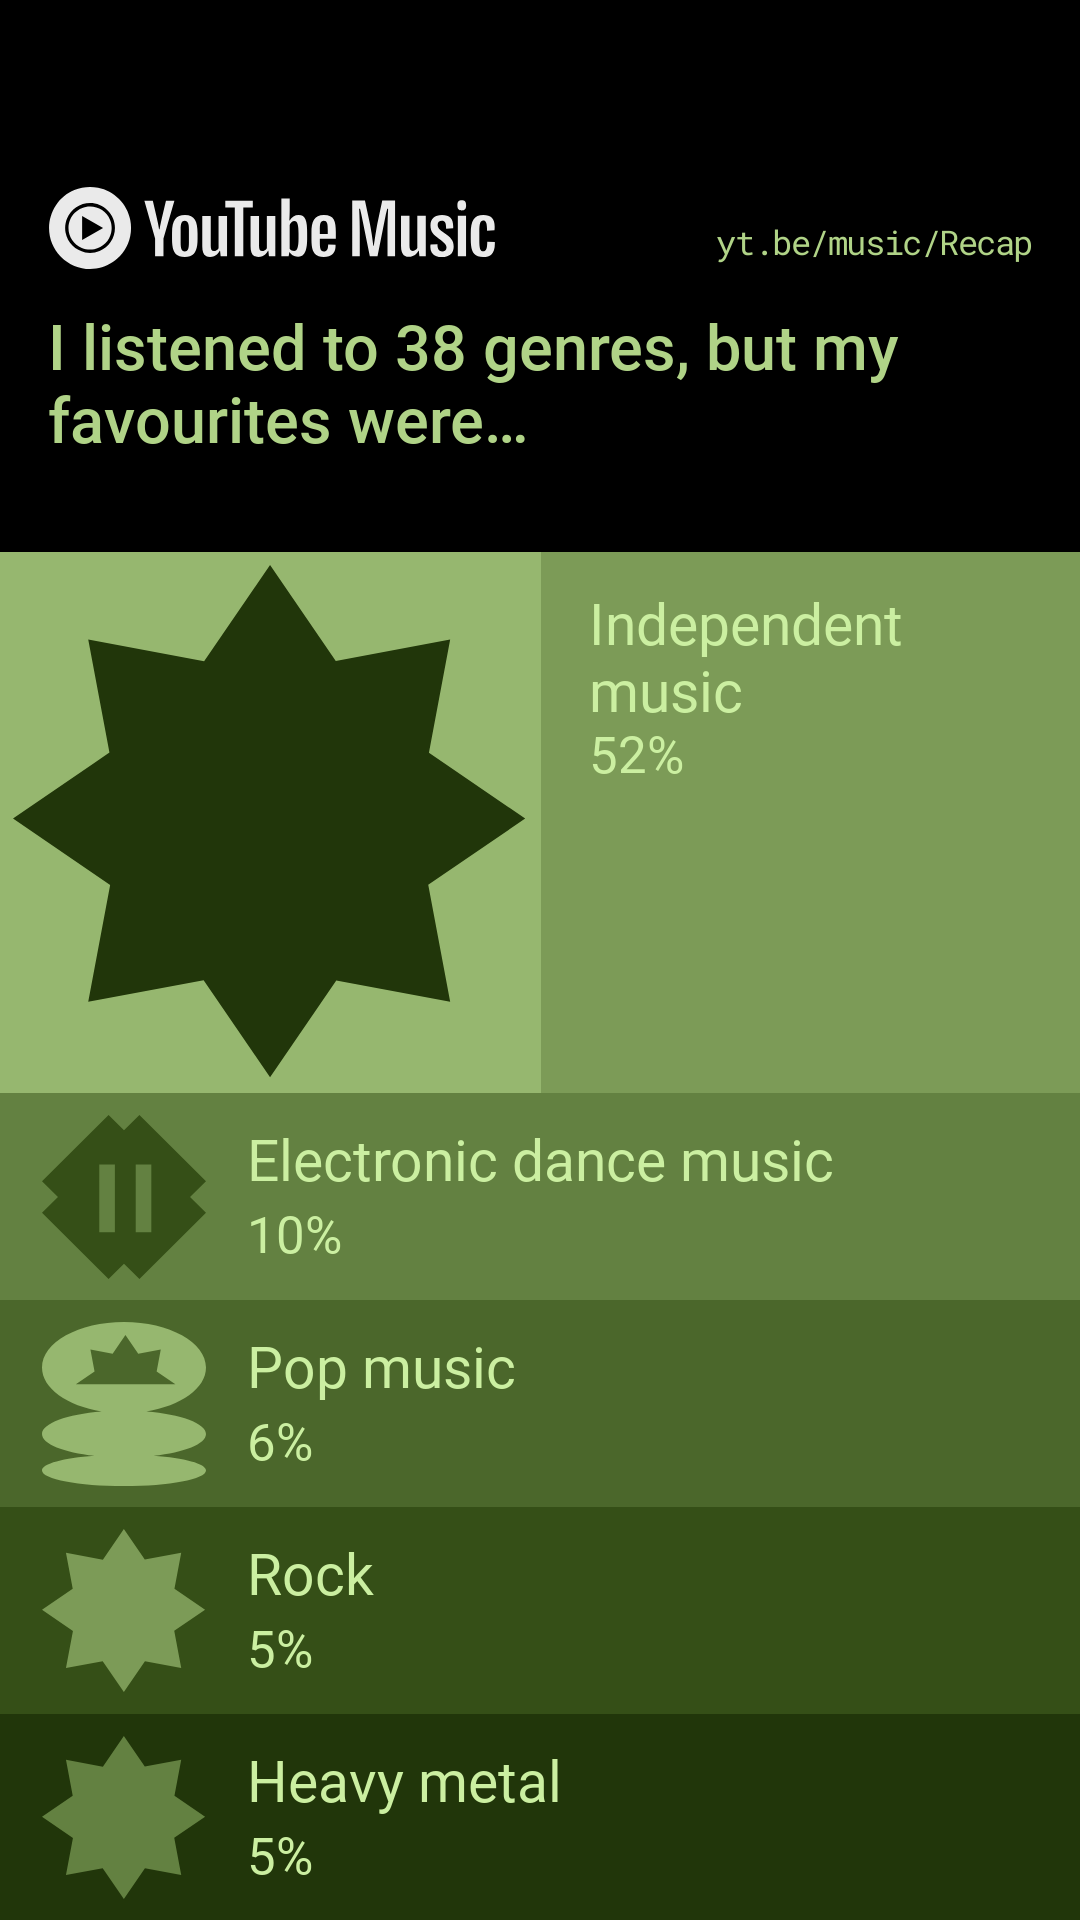 YouTube Music
yt.be/music/Recap
I listened to 38 genres, but my
favourites were…
Independent
music
52%
Electronic dance music
10%
Pop music
6%
Rock
5%
Heavy metal
5%